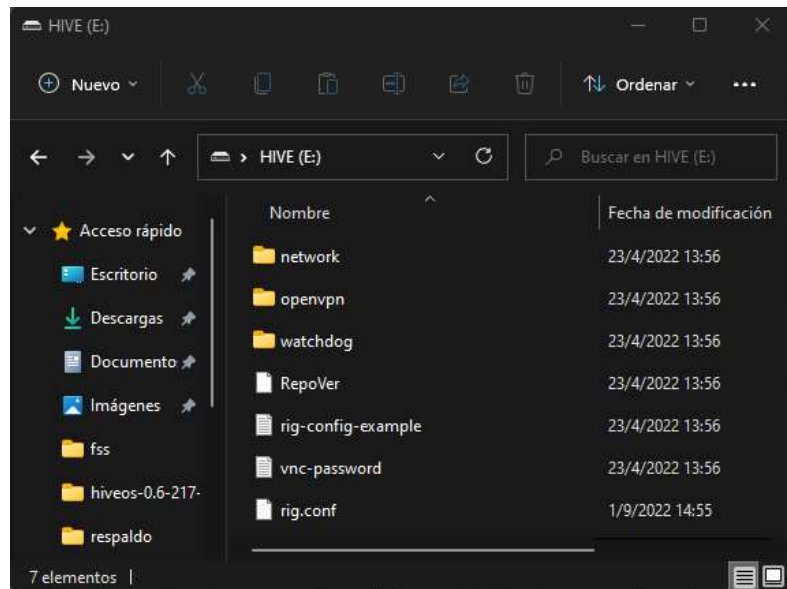 HIVE (E:)
Nuevo
Ordenar
HIVE (E:)
Buscar en HIVE (E:)
Nombre
Fecha de modificación
Acceso rápido
Escritorio
Descargas
Documento
Imágenes
fss
hiveos-0.6-217-
respaldo
network 23/4/2022 13:56
openvpn 23/4/2022 13:56
watchdog 23/4/2022 13:56
RepoVer 23/4/2022 13:56
rig-config-example 23/4/2022 13:56
vnc-password 23/4/2022 13:56
rig.conf 1/9/2022 14:55
7 elementos